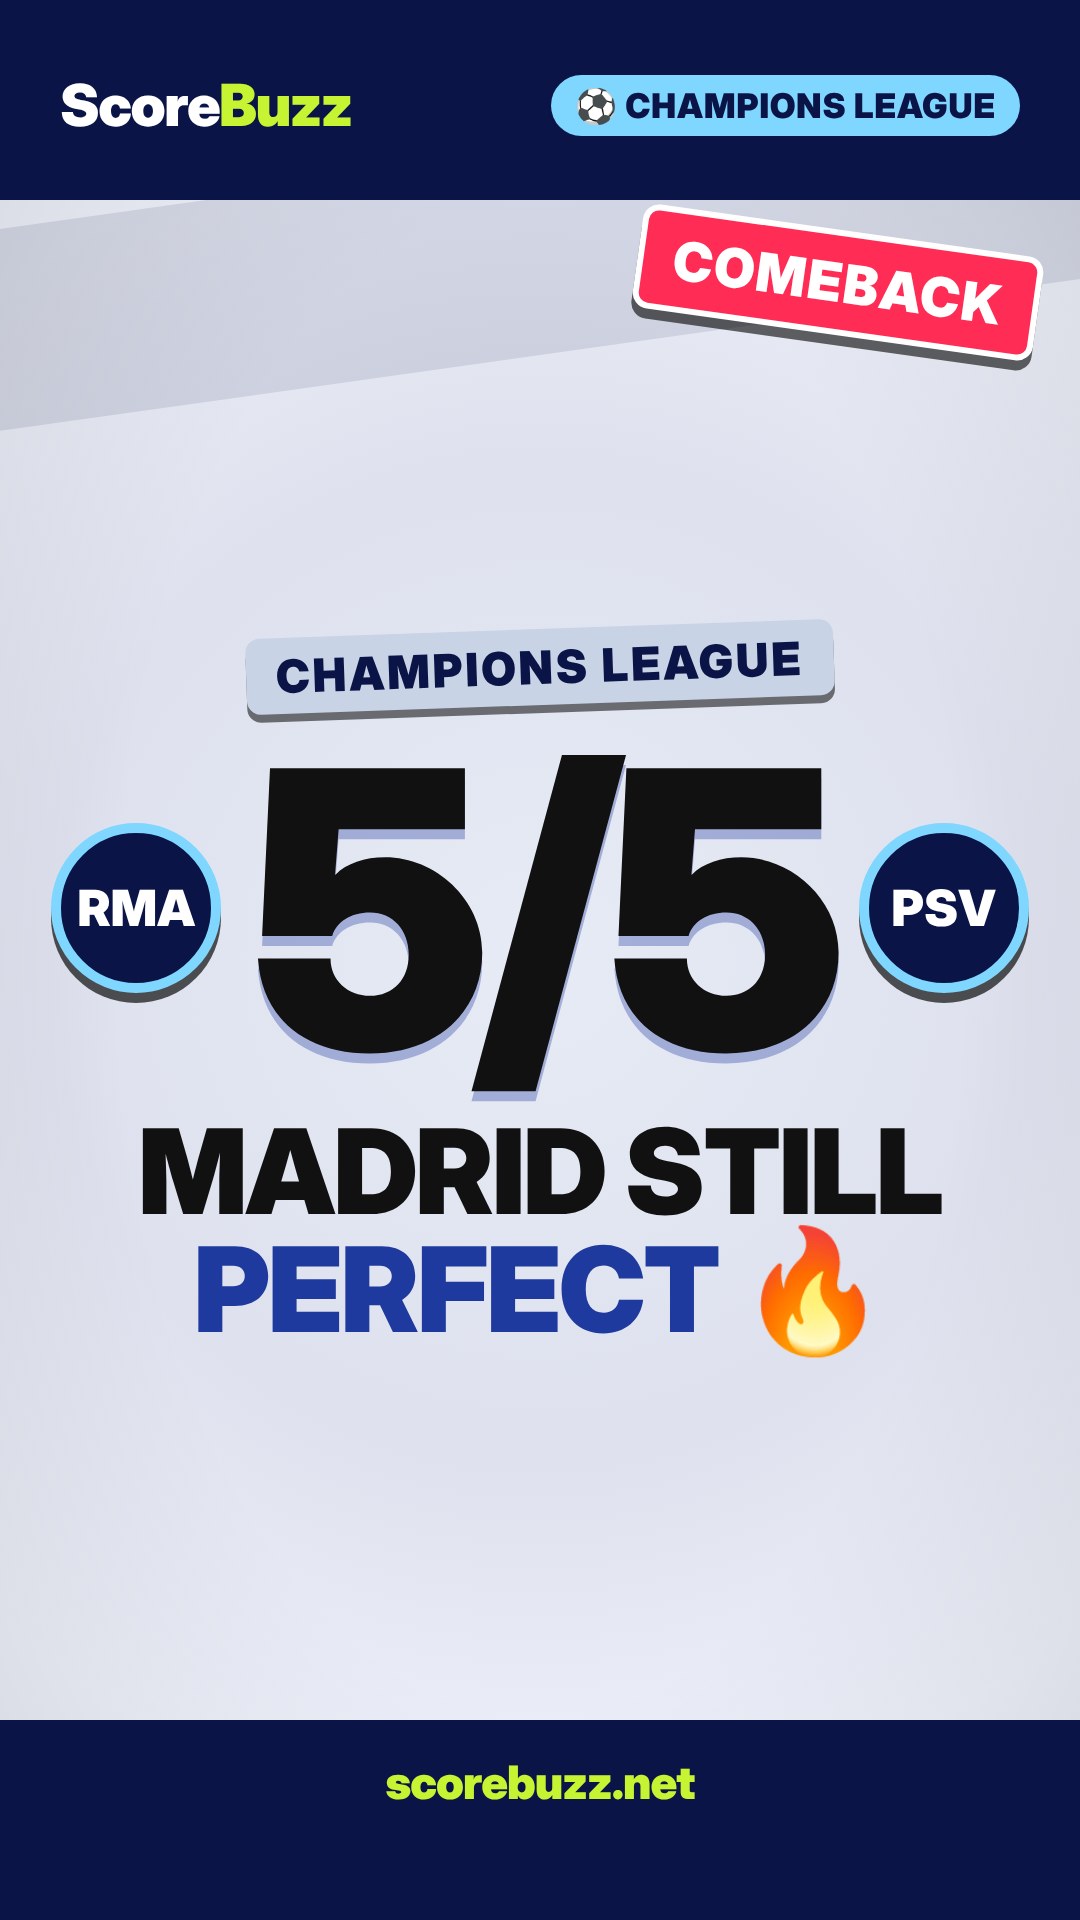 ScoreBuzz
⚽ CHAMPIONS LEAGUE
COMEBACK
CHAMPIONS LEAGUE
RMA
5/5
PSV
MADRID STILL
PERFECT 🔥
scorebuzz.net